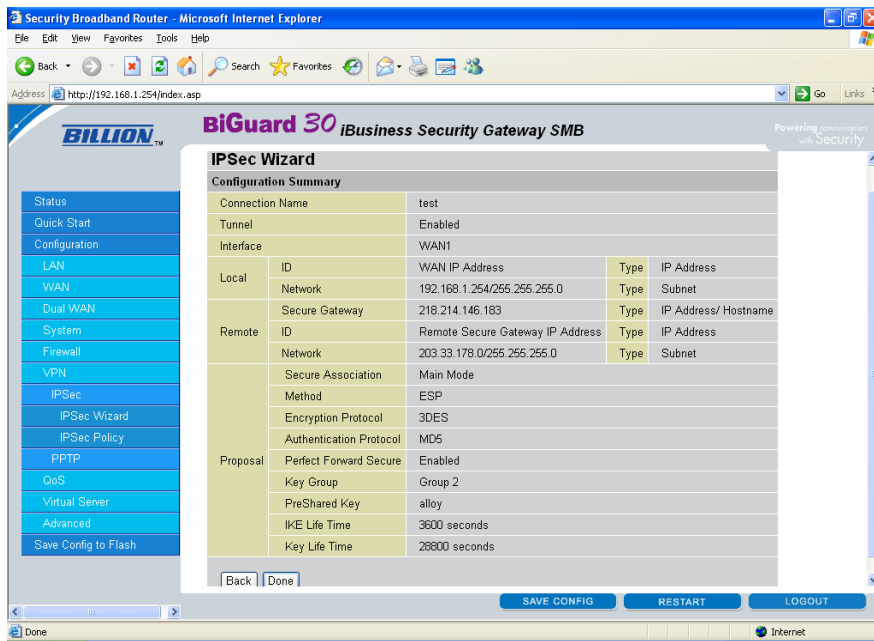 Security Broadband Router - Microsoft Internet Explorer
File Edit View Favorites Tools Help
Back Search Favorites
Address http://192.168.1.254/index.asp Go Links
BILLION TM
BiGuard 30 iBusiness Security Gateway SMB
Powering communications
with Security
IPSec Wizard
Configuration Summary
Status
Quick Start
Configuration
LAN
WAN
Dual WAN
System
Firewall
VPN
IPSec
IPSec Wizard
IPSec Policy
PPTP
QoS
Virtual Server
Advanced
Save Config to Flash
Connection Name test
Tunnel Enabled
Interface WAN1
Local ID WAN IP Address Type IP Address
Network 192.168.1.254/255.255.255.0 Type Subnet
Remote Secure Gateway 218.214.146.183 Type IP Address/ Hostname
ID Remote Secure Gateway IP Address Type IP Address
Network 203.33.178.0/255.255.255.0 Type Subnet
Proposal Secure Association Main Mode
Method ESP
Encryption Protocol 3DES
Authentication Protocol MD5
Perfect Forward Secure Enabled
Key Group Group 2
PreShared Key alloy
IKE Life Time 3600 seconds
Key Life Time 28800 seconds
Back Done
SAVE CONFIG RESTART LOGOUT
Done Internet